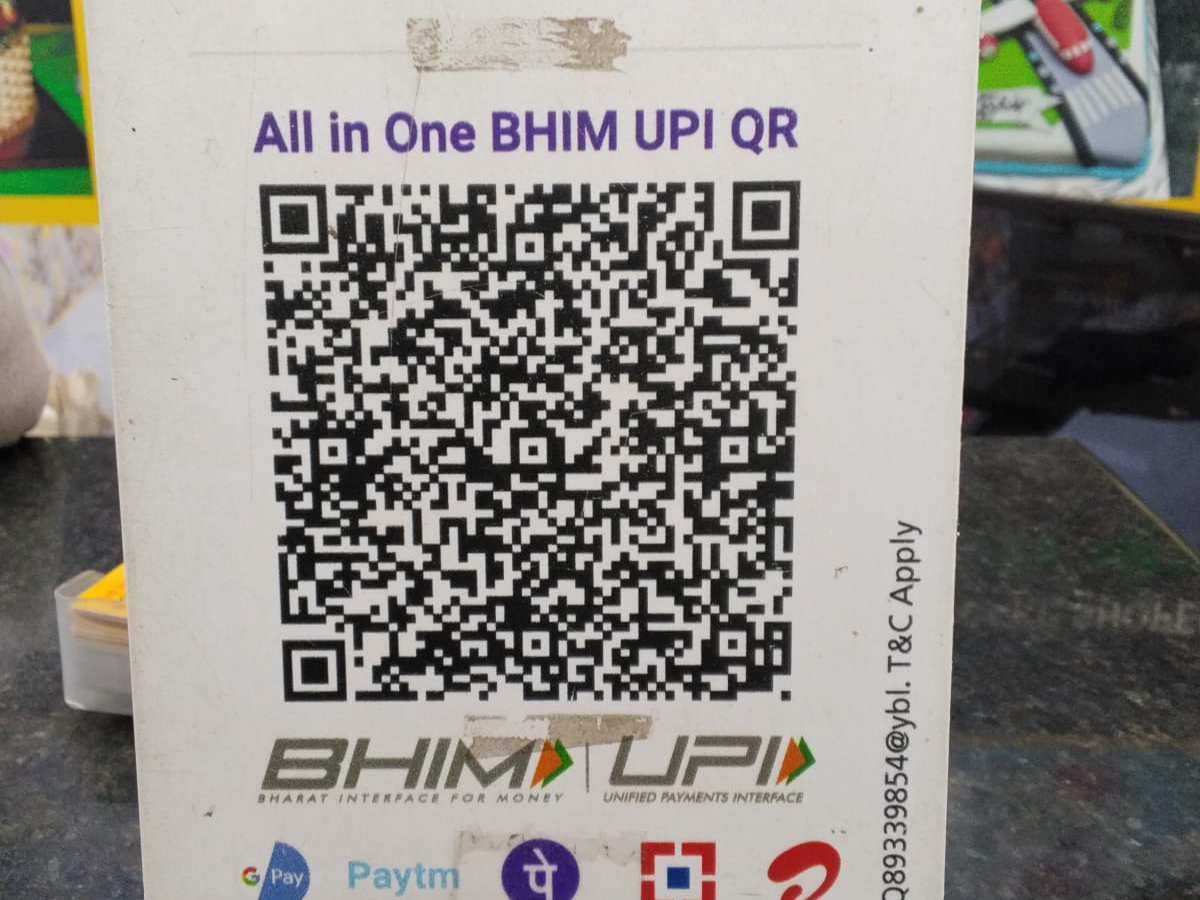 All in One BHIM UPI QR
BHIM UPI
BHARAT INTERFACE FOR MONEY UNIFIED PAYMENTS INTERFACE
G Pay Paytm पे
Q89339854@ybl. T&C Apply